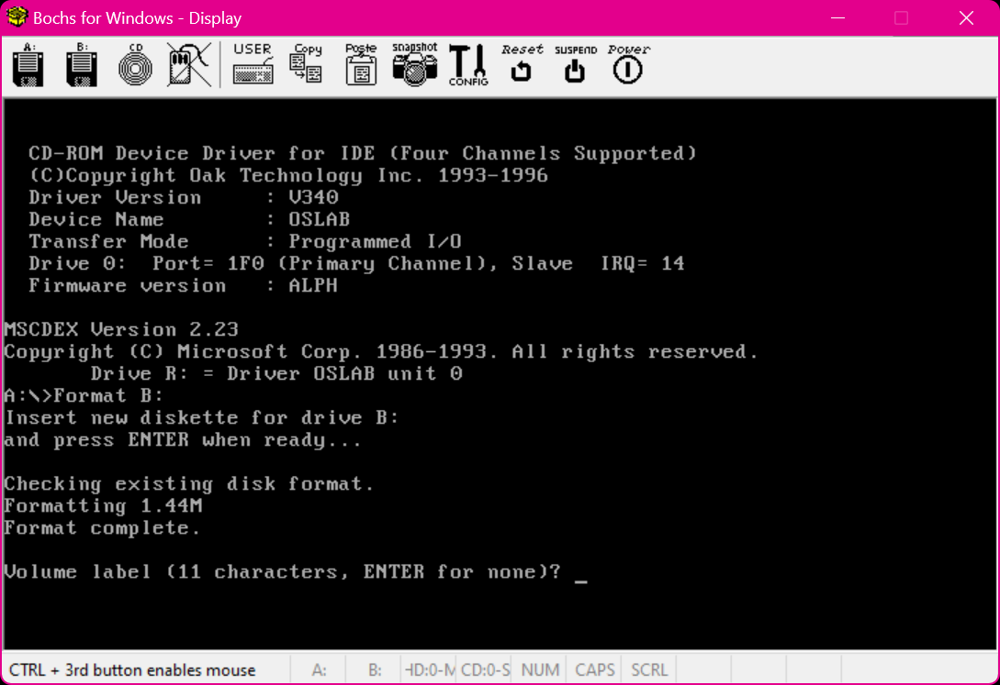 Bochs for Windows - Display
A: B: CD USER Copy Poste snapshot CONFIG Reset SUSPEND Power
CD-ROM Device Driver for IDE (Four Channels Supported)
(C)Copyright Oak Technology Inc. 1993-1996
Driver Version : V340
Device Name : OSLAB
Transfer Mode : Programmed I/O
Drive 0: Port= 1F0 (Primary Channel), Slave IRQ= 14
Firmware version : ALPH
MSCDEX Version 2.23
Copyright (C) Microsoft Corp. 1986-1993. All rights reserved.
Drive R: = Driver OSLAB unit 0
A:\>Format B:
Insert new diskette for drive B:
and press ENTER when ready...
Checking existing disk format.
Formatting 1.44M
Format complete.
Volume label (11 characters, ENTER for none)? _
CTRL + 3rd button enables mouse A: B: HD:0-M CD:0-S NUM CAPS SCRL